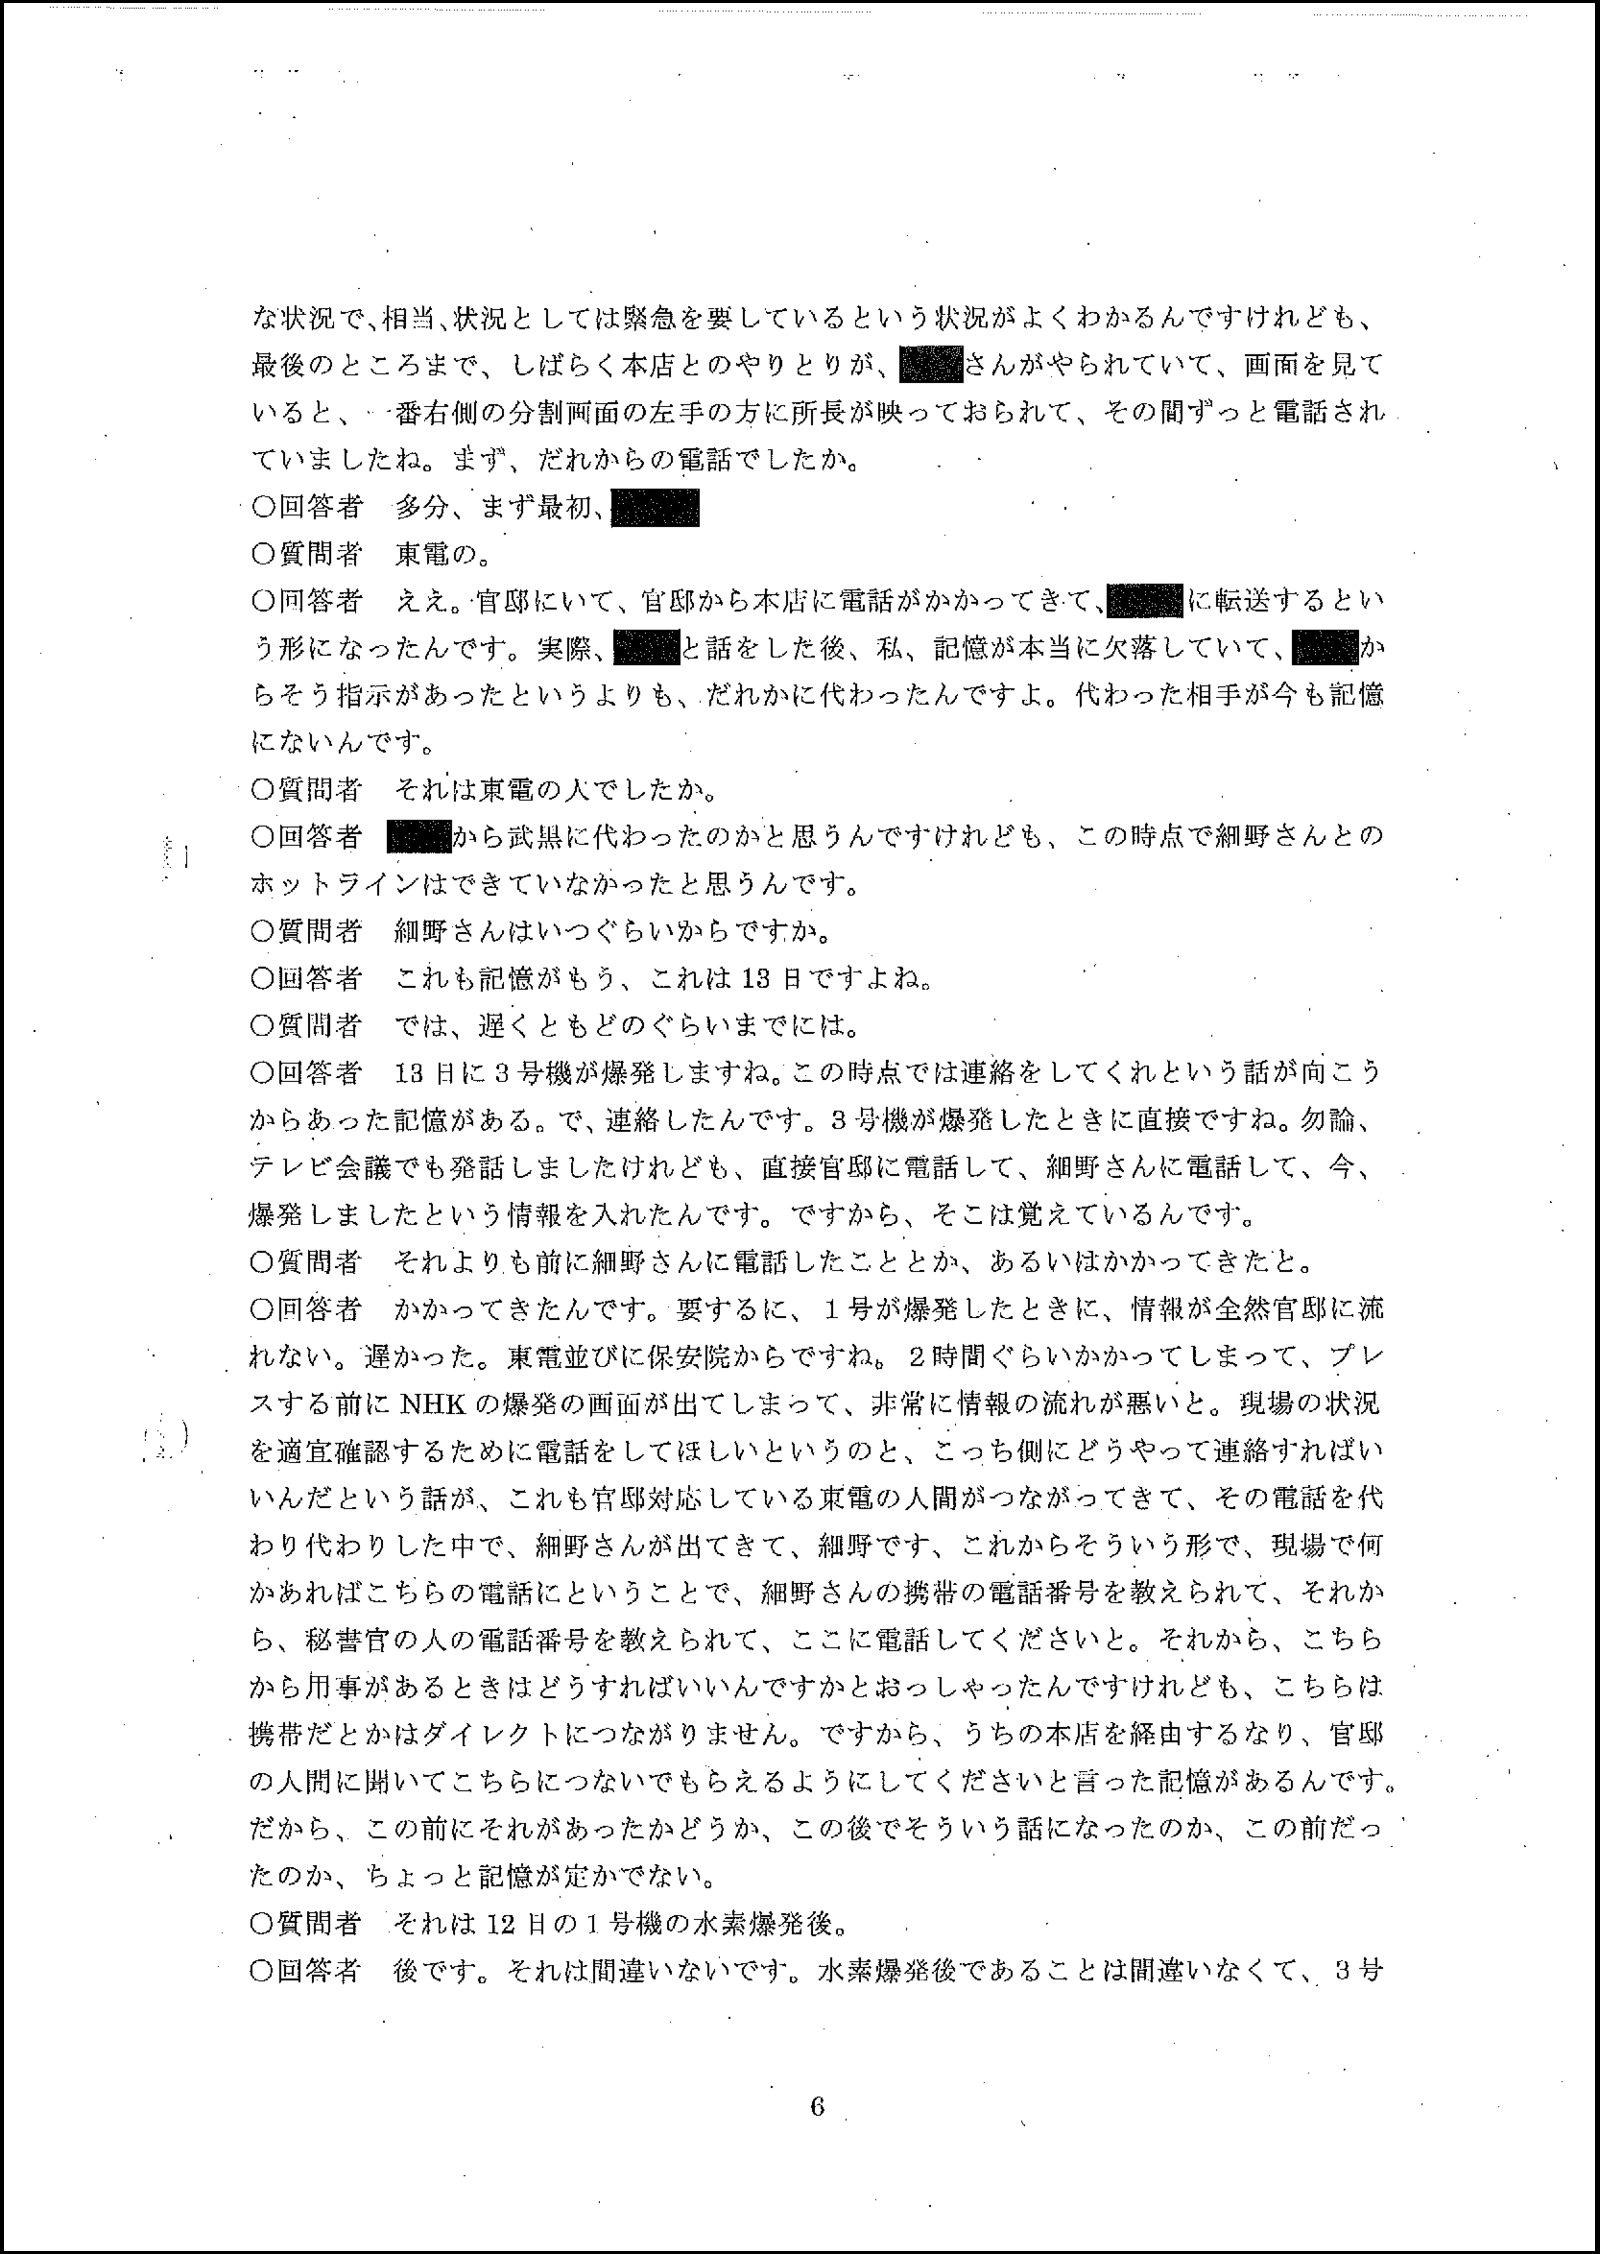 な状況で、相当、状況としては緊急を要しているという状況がよくわかるんですけれども、
最後のところまで、しばらく本店とのやりとりが、さんがやられていて、画面を見て
いると、一番右側の分割画面の左手の方に所長が映っておられて、その間ずっと電話され
ていましたね。まず、だれからの電話でしたか。
○回答者　多分、まず最初、
○質問者　東電の。
○回答者　ええ。官邸にいて、官邸から本店に電話がかかってきて、に転送するとい
う形になったんです。実際、と話をした後、私、記憶が本当に欠落していて、か
らそう指示があったというよりも、だれかに代わったんですよ。代わった相手が今も記憶
にないんです。
○質問者　それは東電の人でしたか。
○回答者　から武黒に代わったのかと思うんですけれども、この時点で細野さんとの
ホットラインはできていなかったと思うんです。
○質問者　細野さんはいつぐらいからですか。
○回答者　これも記憶がもう、これは 13 日ですよね。
○質問者　では、遅くともどのぐらいまでには。
○回答者　13 日に３号機が爆発しますね。この時点では連絡をしてくれという話が向こう
からあった記憶がある。で、連絡したんです。３号機が爆発したときに直接ですね。勿論、
テレビ会議でも発話しましたけれども、直接官邸に電話して、細野さんに電話して、今、
爆発しましたという情報を入れたんです。ですから、そこは覚えているんです。
○質問者　それよりも前に細野さんに電話したこととか、あるいはかかってきたと。
○回答者　かかってきたんです。要するに、１号が爆発したときに、情報が全然官邸に流
れない。遅かった。東電並びに保安院からですね。２時間ぐらいかかってしまって、プレ
スする前に NHK の爆発の画面が出てしまって、非常に情報の流れが悪いと。現場の状況
を適宜確認するために電話をしてほしいというのと、こっち側にどうやって連絡すればい
いんだという話が、これも官邸対応している東電の人間がつながってきて、その電話を代
わり代わりした中で、細野さんが出てきて、細野です、これからそういう形で、現場で何
かあればこちらの電話にということで、細野さんの携帯の電話番号を教えられて、それか
ら、秘書官の人の電話番号を教えられて、ここに電話してくださいと。それから、こちら
から用事があるときはどうすればいいんですかとおっしゃったんですけれども、こちらは
携帯だとかはダイレクトにつながりません。ですから、うちの本店を経由するなり、官邸
の人間に聞いてこちらにつないでもらえるようにしてくださいと言った記憶があるんです。
だから、この前にそれがあったかどうか、この後でそういう話になったのか、この前だっ
たのか、ちょっと記憶が定かでない。
○質問者　それは 12 日の１号機の水素爆発後。
○回答者　後です。それは間違いないです。水素爆発後であることは間違いなくて、３号
6